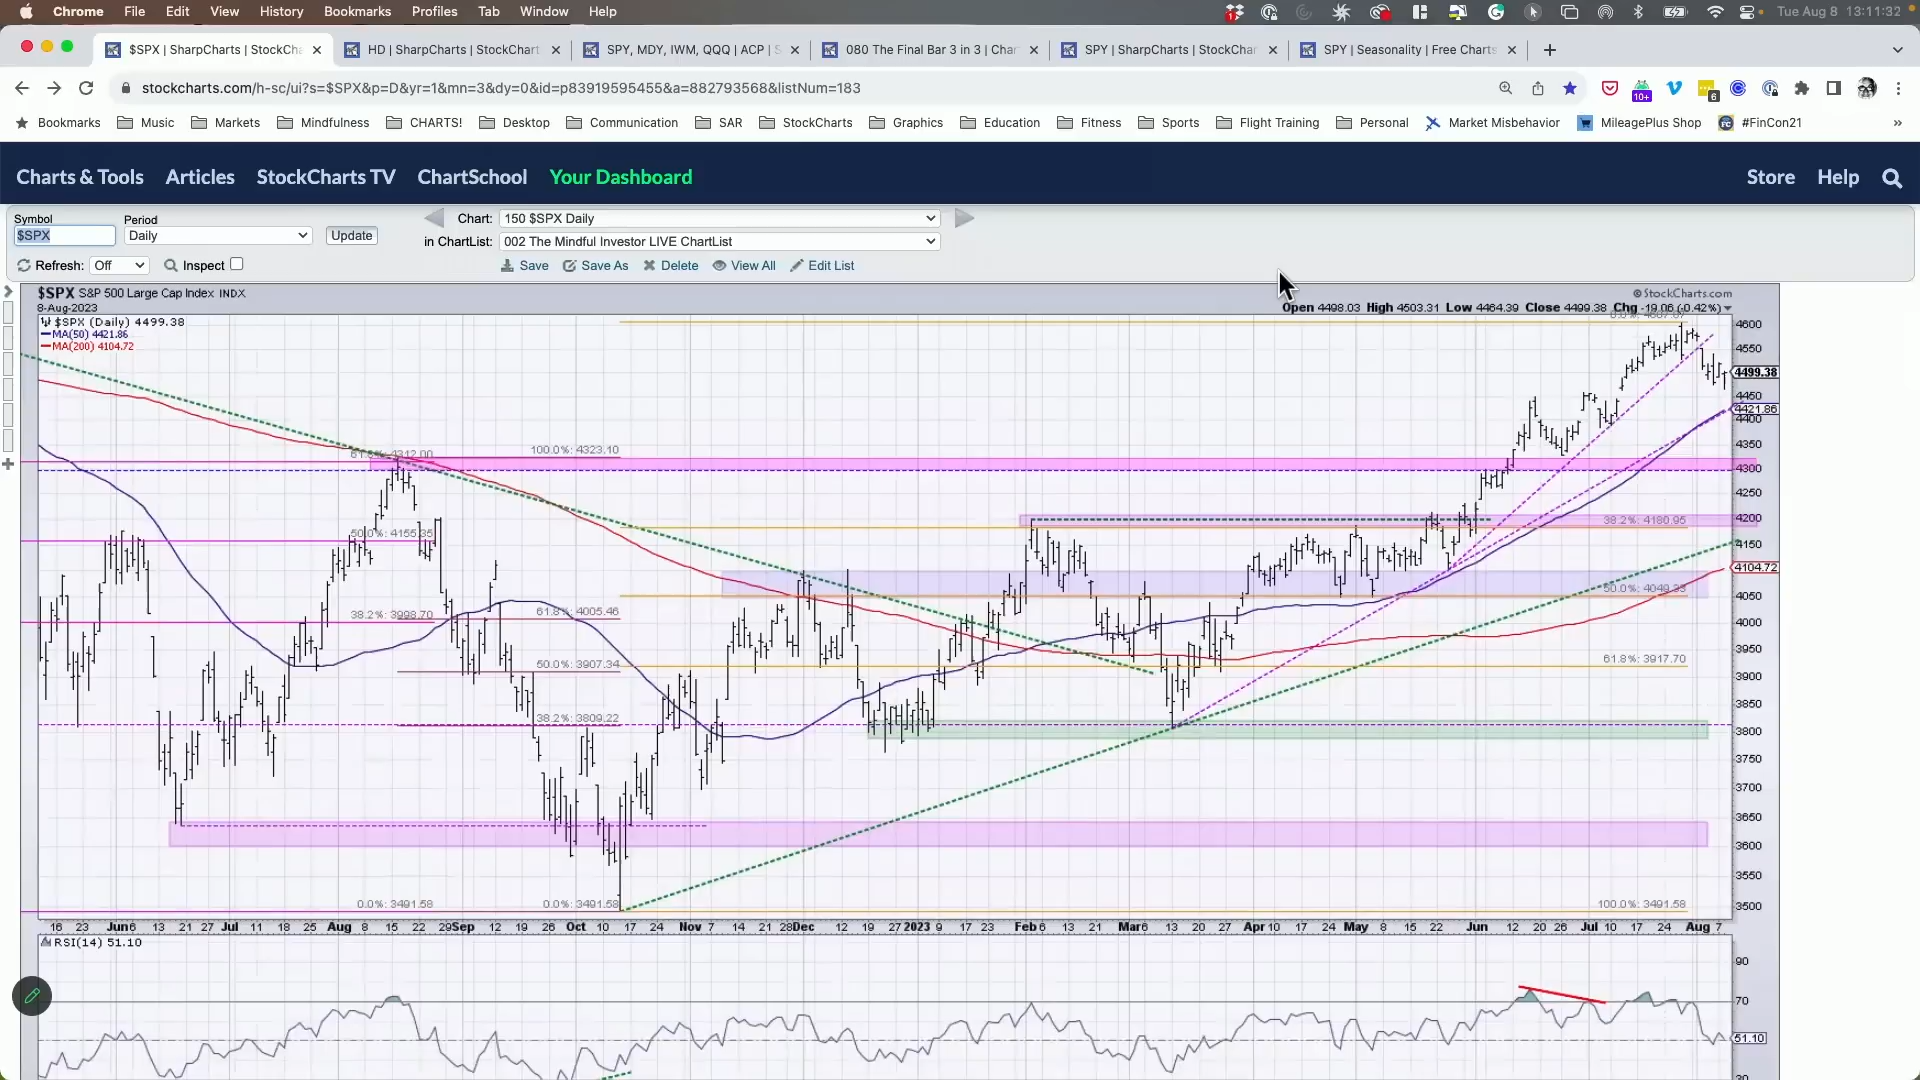 Chrome File Edit View History Bookmarks Profiles Tab Window Help Tue Aug 8 13:11:32
$SPX | SharpCharts | StockCha HD | SharpCharts | StockChart SPY, MDY, IWM, QQQ | ACP | S 080 The Final Bar 3 in 3 | Char SPY | SharpCharts | StockChar SPY | Seasonality | Free Charts
stockcharts.com/h-sc/ui?s=$SPX&p=D&yr=1&mn=3&dy=0&id=p83919595455&a=882793568&listNum=183 10+ 6
Bookmarks Music Markets Mindfulness CHARTS! Desktop Communication SAR StockCharts Graphics Education Fitness Sports Flight Training Personal Market Misbehavior MileagePlus Shop #FinCon21 »
Charts & Tools Articles StockCharts TV ChartSchool Your Dashboard Store Help
Symbol Period Chart: 150 $SPX Daily
$SPX Daily Update in ChartList: 002 The Mindful Investor LIVE ChartList
Refresh: Off Inspect Save Save As Delete View All Edit List
$SPX S&P 500 Large Cap Index INDX © StockCharts.com
8-Aug-2023 Open 4498.03 High 4503.31 Low 4464.39 Close 4499.38 Chg -19.06 (-0.42%)
$SPX (Daily) 4499.38
MA(50) 4421.86
MA(200) 4104.72
4600
4550
4499.38
4450
4421.86
4400
4350
100.0%: 4323.10
61.8%: 4312.00
4300
4250
4200
38.2%: 4180.95
50.0%: 4155.35
4150
4104.72
50.0%: 4049.33
4050
61.8%: 4005.46
38.2%: 3998.70
4000
3950
50.0%: 3907.34
61.8%: 3917.70
3900
3850
38.2%: 3809.22
3800
3750
3700
3650
3600
3550
0.0%: 3491.58 0.0%: 3491.58 100.0%: 3491.58
3500
16 23 Jun6 13 21 27 Jul 11 18 25 Aug 8 15 22 29Sep 12 19 26 Oct 10 17 24 Nov 7 14 21 28Dec 12 19 27 2023 9 17 23 Feb6 13 21 27 Mar6 13 20 27 Apr10 17 24 May 8 15 22 Jun 12 20 26 Jul 10 17 24 Aug 7
RSI(14) 51.10
90
70
51.10
30